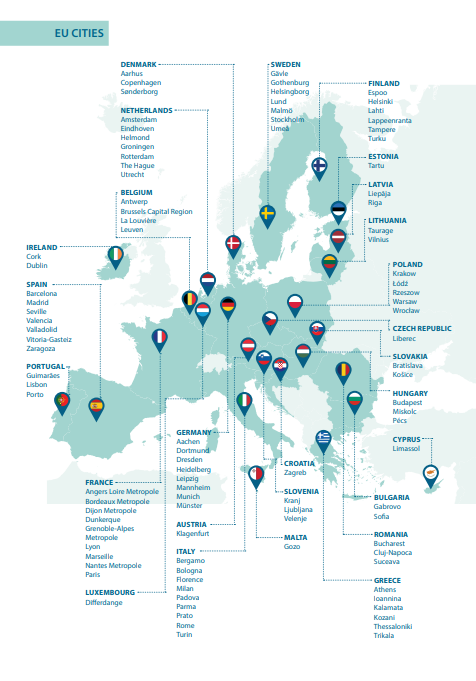 EU CITIES
DENMARK
Aarhus
Copenhagen
Sønderborg
NETHERLANDS
Amsterdam
Eindhoven
Helmond
Groningen
Rotterdam
The Hague
Utrecht
BELGIUM
Antwerp
Brussels Capital Region
La Louvière
Leuven
IRELAND
Cork
Dublin
SPAIN
Barcelona
Madrid
Seville
Valencia
Valladolid
Vitoria-Gasteiz
Zaragoza
PORTUGAL
Guimarães
Lisbon
Porto
FRANCE
Angers Loire Metropole
Bordeaux Metropole
Dijon Metropole
Dunkerque
Grenoble-Alpes
Metropole
Lyon
Marseille
Nantes Metropole
Paris
LUXEMBOURG
Differdange
GERMANY
Aachen
Dortmund
Dresden
Heidelberg
Leipzig
Mannheim
Munich
Münster
AUSTRIA
Klagenfurt
ITALY
Bergamo
Bologna
Florence
Milan
Padova
Parma
Prato
Rome
Turin
SWEDEN
Gävle
Gothenburg
Helsingborg
Lund
Malmö
Stockholm
Umeå
FINLAND
Espoo
Helsinki
Lahti
Lappeenranta
Tampere
Turku
ESTONIA
Tartu
LATVIA
Liepāja
Riga
LITHUANIA
Taurage
Vilnius
POLAND
Krakow
Łódź
Rzeszow
Warsaw
Wrocław
CZECH REPUBLIC
Liberec
SLOVAKIA
Bratislava
Košice
HUNGARY
Budapest
Miskolc
Pécs
CYPRUS
Limassol
CROATIA
Zagreb
SLOVENIA
Kranj
Ljubljana
Velenje
MALTA
Gozo
BULGARIA
Gabrovo
Sofia
ROMANIA
Bucharest
Cluj-Napoca
Suceava
GREECE
Athens
Ioannina
Kalamata
Kozani
Thessaloniki
Trikala